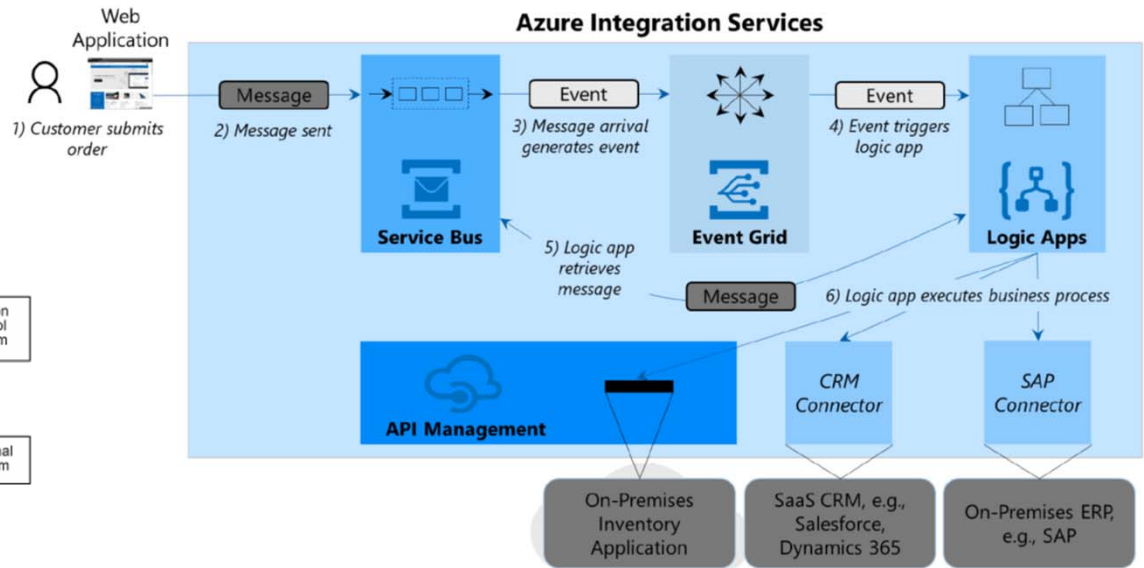 Web
Application
Azure Integration Services
Message
Event
Event
1) Customer submits
order
2) Message sent
3) Message arrival
generates event
4) Event triggers
logic app
Service Bus
Event Grid
Logic Apps
5) Logic app
retrieves
message
Message
6) Logic app executes business process
API Management
CRM
Connector
SAP
Connector
On-Premises
Inventory
Application
SaaS CRM, e.g.,
Salesforce,
Dynamics 365
On-Premises ERP,
e.g., SAP